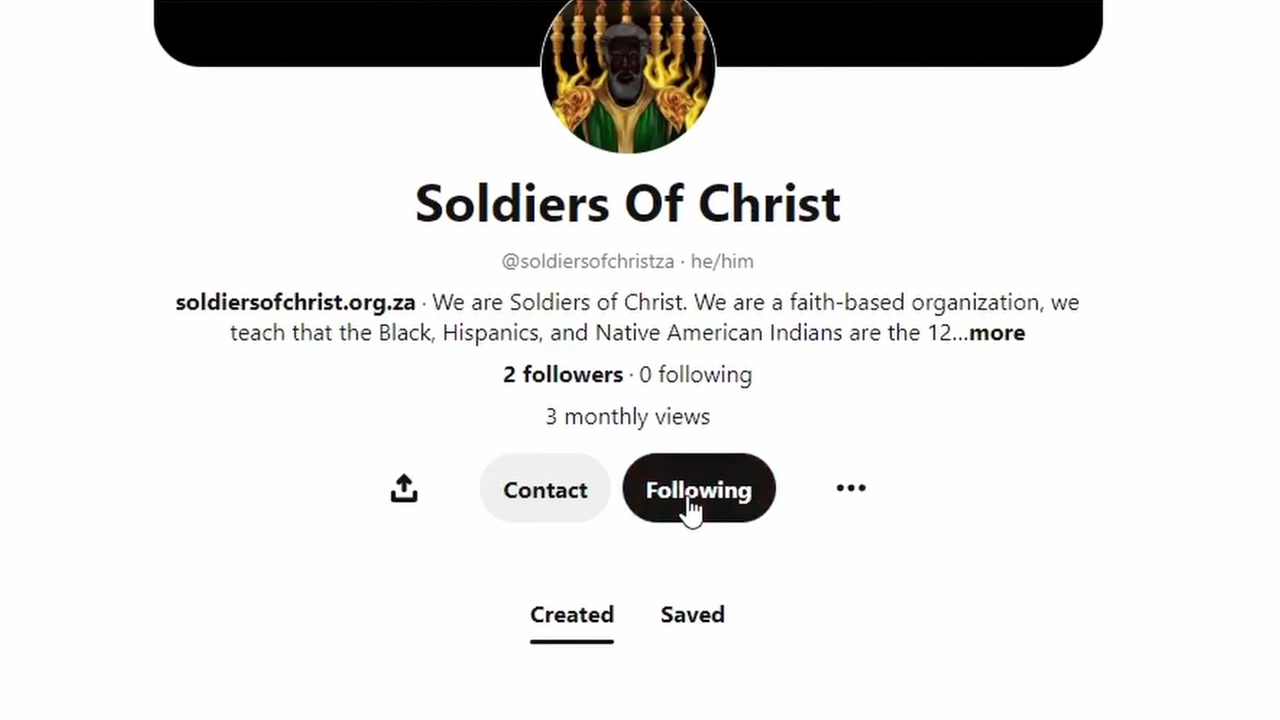 Soldiers Of Christ
@soldiersofchristza · he/him
soldiersofchrist.org.za · We are Soldiers of Christ. We are a faith-based organization, we
teach that the Black, Hispanics, and Native American Indians are the 12...more
2 followers · 0 following
3 monthly views
Contact
Following
Created
Saved